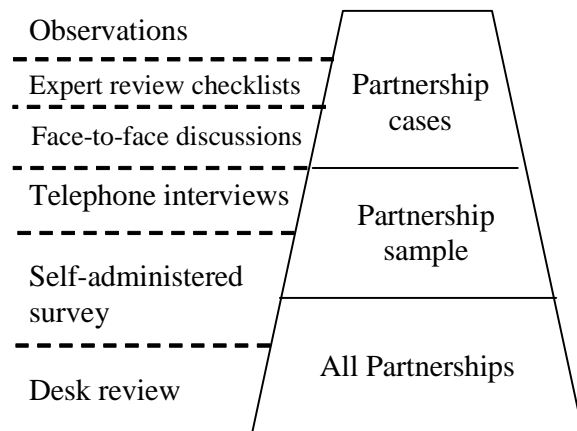 Observations
Expert review checklists
Face-to-face discussions
Telephone interviews
Self-administered
survey
Desk review
Partnership
cases
Partnership
sample
All Partnerships